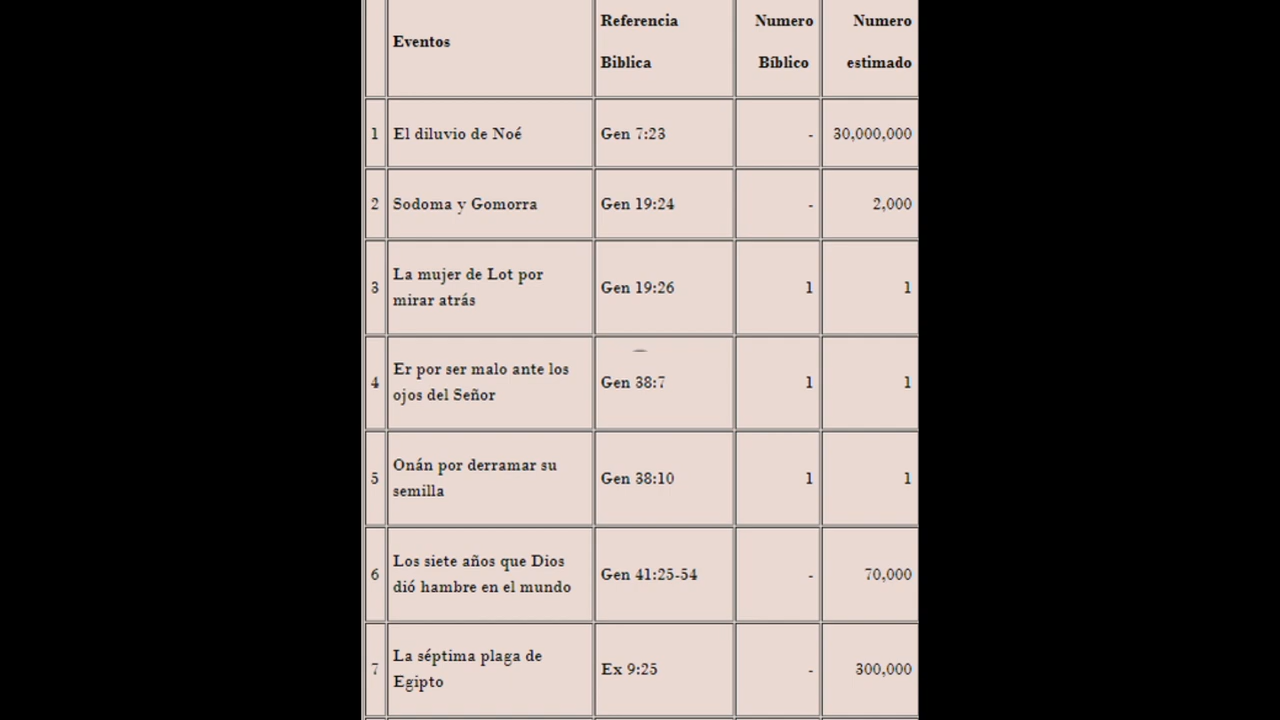 Eventos Referencia Biblica Numero Bíblico Numero estimado
1 El diluvio de Noé Gen 7:23 - 30,000,000
2 Sodoma y Gomorra Gen 19:24 - 2,000
3 La mujer de Lot por mirar atrás Gen 19:26 1 1
4 Er por ser malo ante los ojos del Señor Gen 38:7 1 1
5 Onán por derramar su semilla Gen 38:10 1 1
6 Los siete años que Dios dió hambre en el mundo Gen 41:25-54 - 70,000
7 La séptima plaga de Egipto Ex 9:25 - 300,000